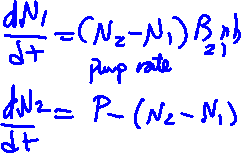 dN₁/dt = (N₂-N₁) B₂₁ n h
pump rate
dN₂/dt = P - (N₂-N₁)